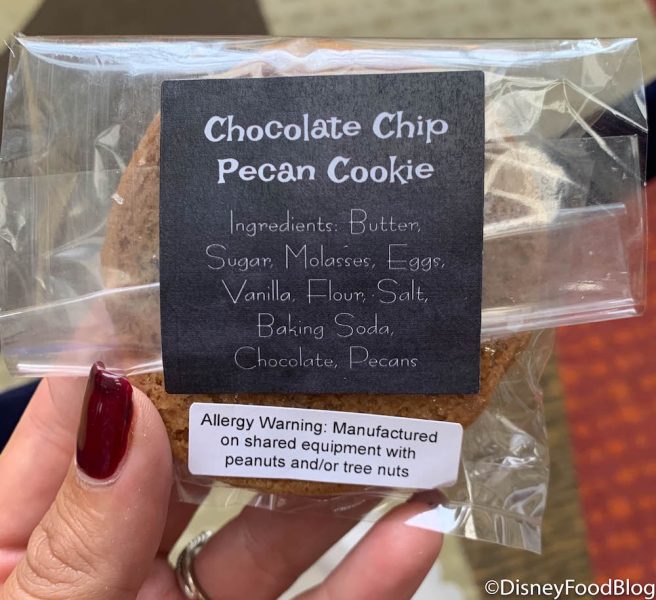 Chocolate Chip
Pecan Cookie
Ingredients: Butter,
Sugar, Molasses, Eggs,
Vanilla, Flour, Salt,
Baking Soda,
Chocolate, Pecans
Allergy Warning: Manufactured
on shared equipment with
peanuts and/or tree nuts
©DisneyFoodBlog